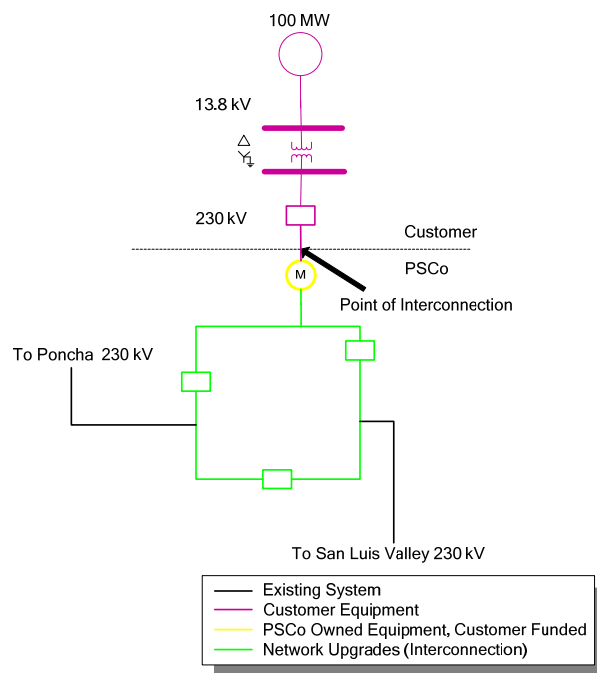 100 MW
13.8 kV
230 kV
Customer
PSCo
M
Point of Interconnection
To Poncha 230 kV
To San Luis Valley 230 kV
Existing System
Customer Equipment
PSCo Owned Equipment, Customer Funded
Network Upgrades (Interconnection)